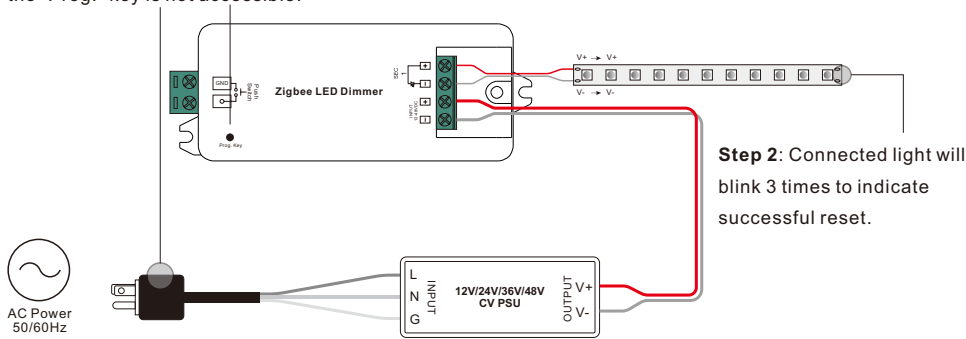 the "Prog." key is not accessible.
V+ → V+
V- → V-
GND
Push
Switch
Zigbee LED Dimmer
Prog. Key
1
+
-
INPUT
+
-
Step 2: Connected light will
blink 3 times to indicate
successful reset.
AC Power
50/60Hz
L
N
G
INPUT
12V/24V/36V/48V
CV PSU
OUTPUT
V+
V-